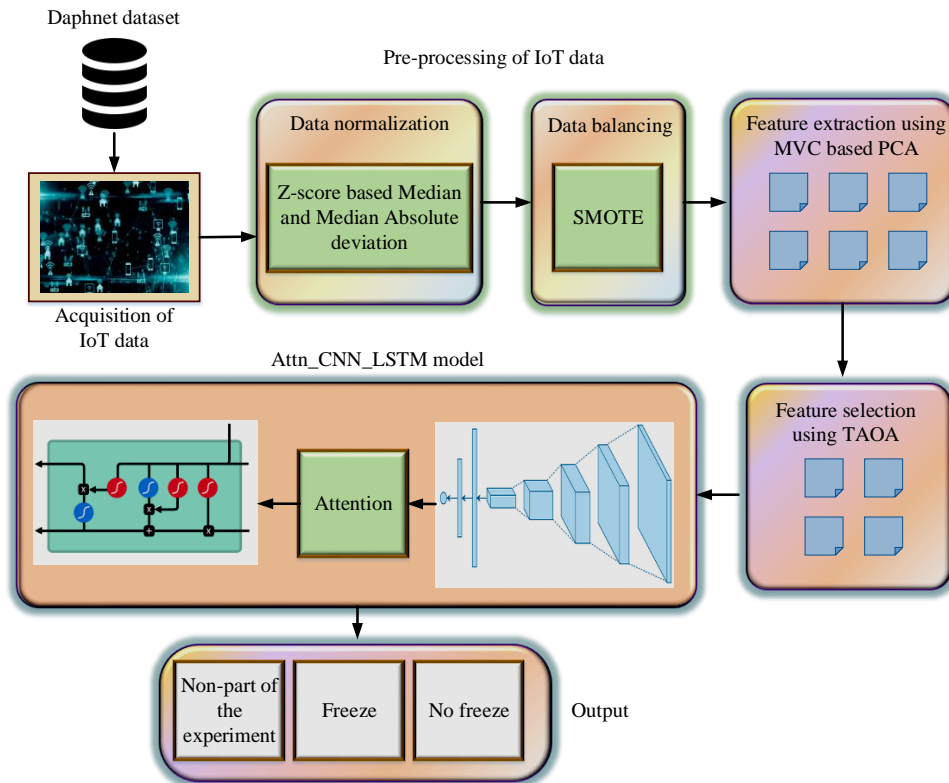 Daphnet dataset
Pre-processing of IoT data
Data normalization
Z-score based Median
and Median Absolute
deviation
Data balancing
SMOTE
Feature extraction using
MVC based PCA
Acquisition of
IoT data
Attn_CNN_LSTM model
Feature selection
using TAOA
Attention
x
x
+
x
Non-part of
the
experiment
Freeze
No freeze
Output